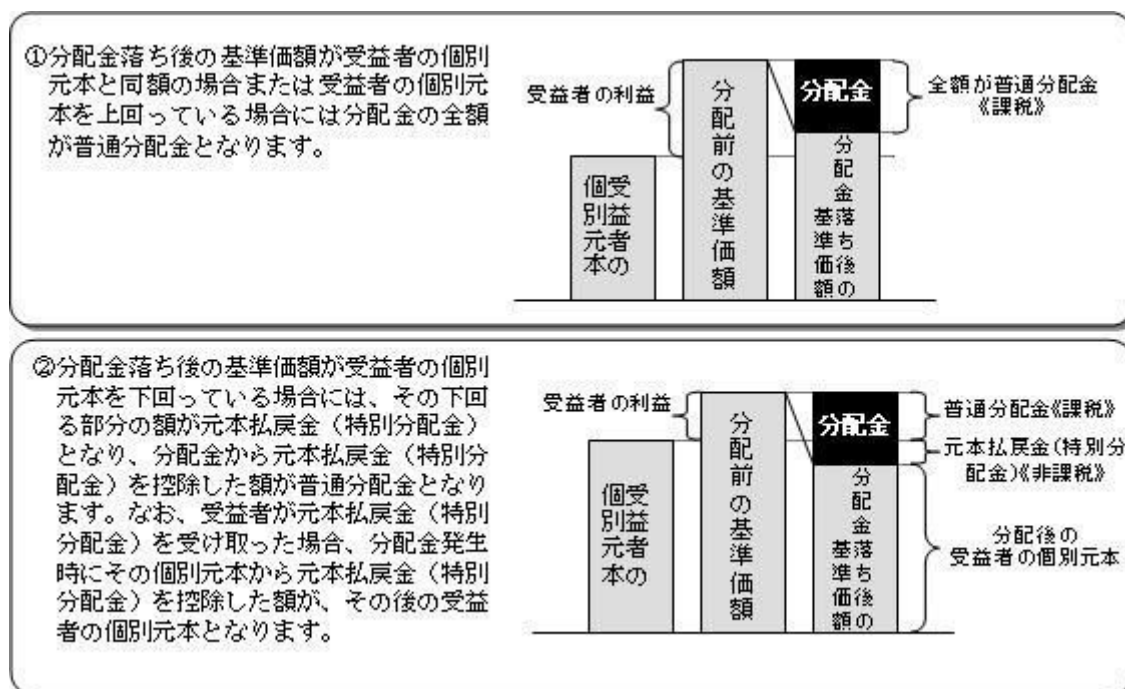 ①分配金落ち後の基準価額が受益者の個別
元本と同額の場合または受益者の個別元
本を上回っている場合には分配金の全額
が普通分配金となります。
受益者の利益
受益者の
個別元本
分配前の基準価額
分配金
分配金落ち後の
基準価額
全額が普通分配金
《課税》
②分配金落ち後の基準価額が受益者の個別
元本を下回っている場合には、その下回
る部分の額が元本払戻金（特別分配金）
となり、分配金から元本払戻金（特別分
配金）を控除した額が普通分配金となり
ます。なお、受益者が元本払戻金（特別
分配金）を受け取った場合、分配金発生
時にその個別元本から元本払戻金（特別
分配金）を控除した額が、その後の受益
者の個別元本となります。
受益者の利益
受益者の
個別元本
分配前の基準価額
分配金
分配金落ち後の
基準価額
普通分配金《課税》
元本払戻金(特別分
配金)《非課税》
分配後の
受益者の個別元本